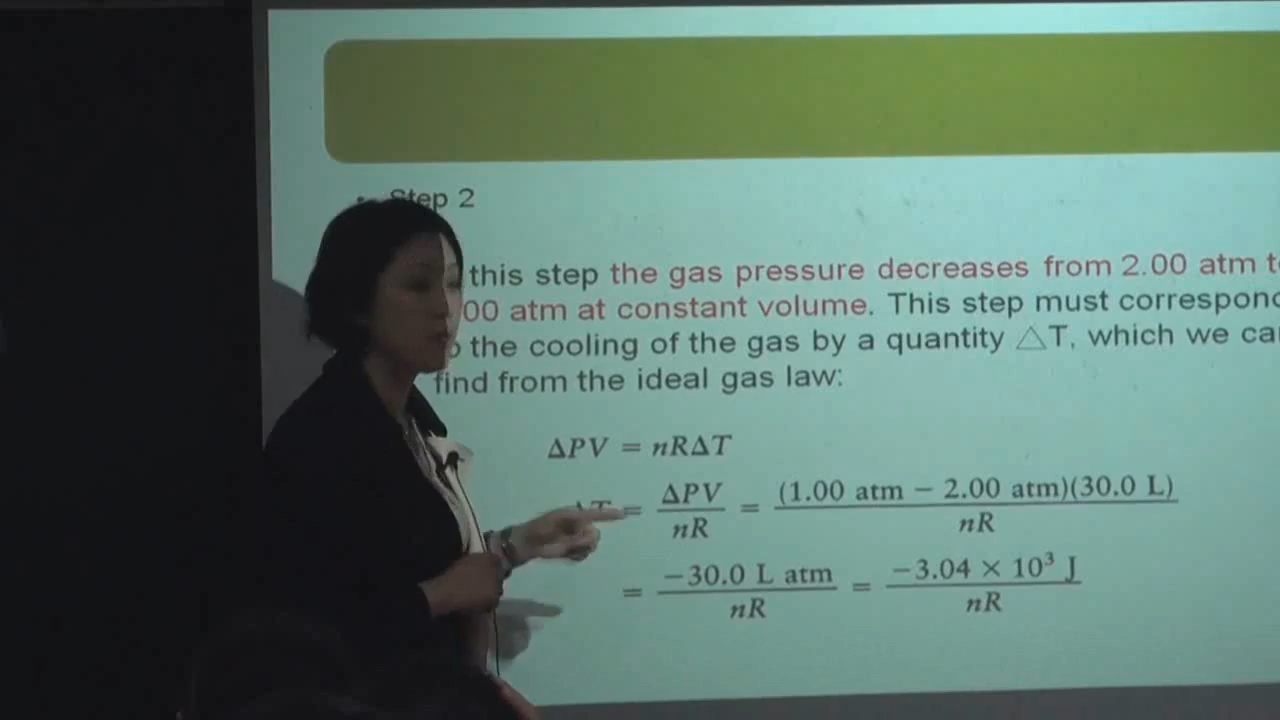 Step 2
this step the gas pressure decreases from 2.00 atm to
00 atm at constant volume. This step must correspond
the cooling of the gas by a quantity △T, which we can
find from the ideal gas law:
ΔPV = nRΔT
ΔT = ΔPV/nR = (1.00 atm − 2.00 atm)(30.0 L)/nR
= −30.0 L atm/nR = −3.04 × 10³ J/nR